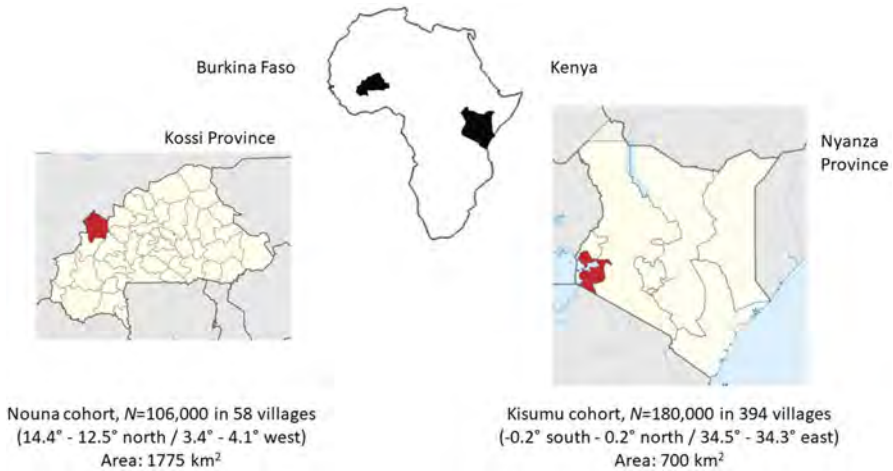 Burkina Faso
Kenya
Kossi Province
Nyanza
Province
Nouna cohort, N=106,000 in 58 villages
(14.4° - 12.5° north / 3.4° - 4.1° west)
Area: 1775 km²
Kisumu cohort, N=180,000 in 394 villages
(-0.2° south - 0.2° north / 34.5° - 34.3° east)
Area: 700 km²